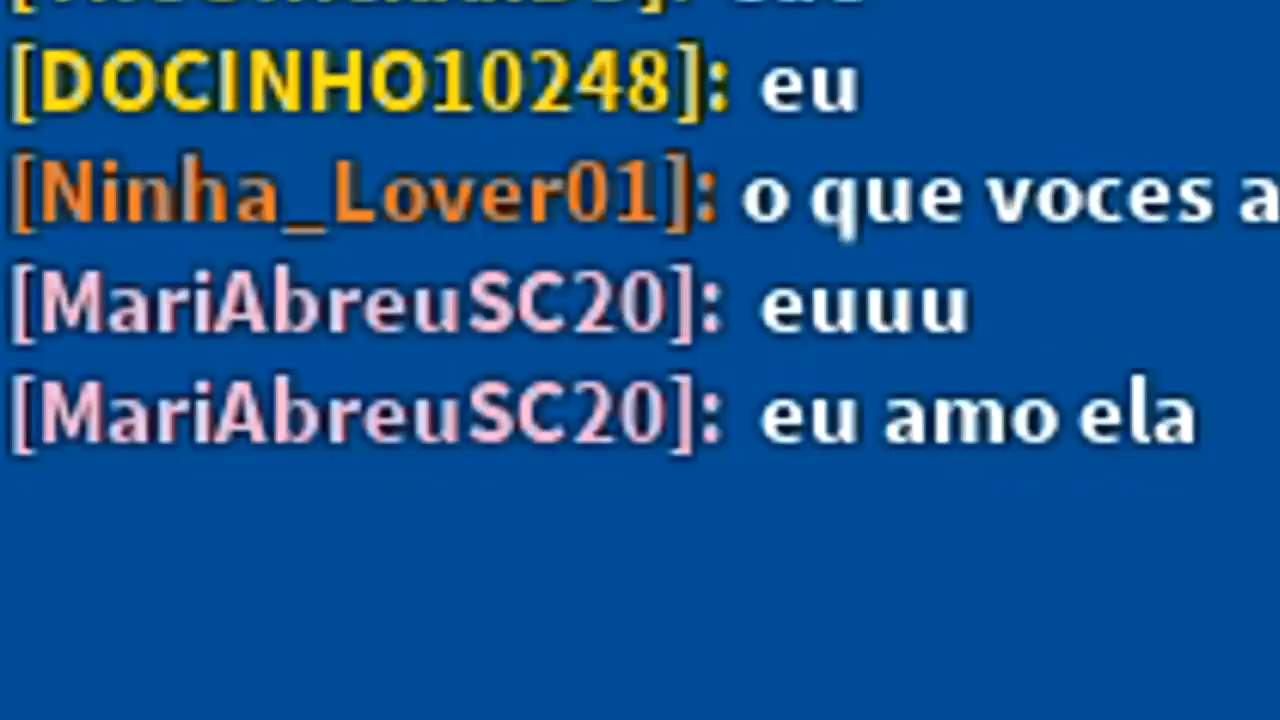 [DOCINHO10248]: eu
[Ninha_Lover01]: o que voces a
[MariAbreuSC20]: euuu
[MariAbreuSC20]: eu amo ela